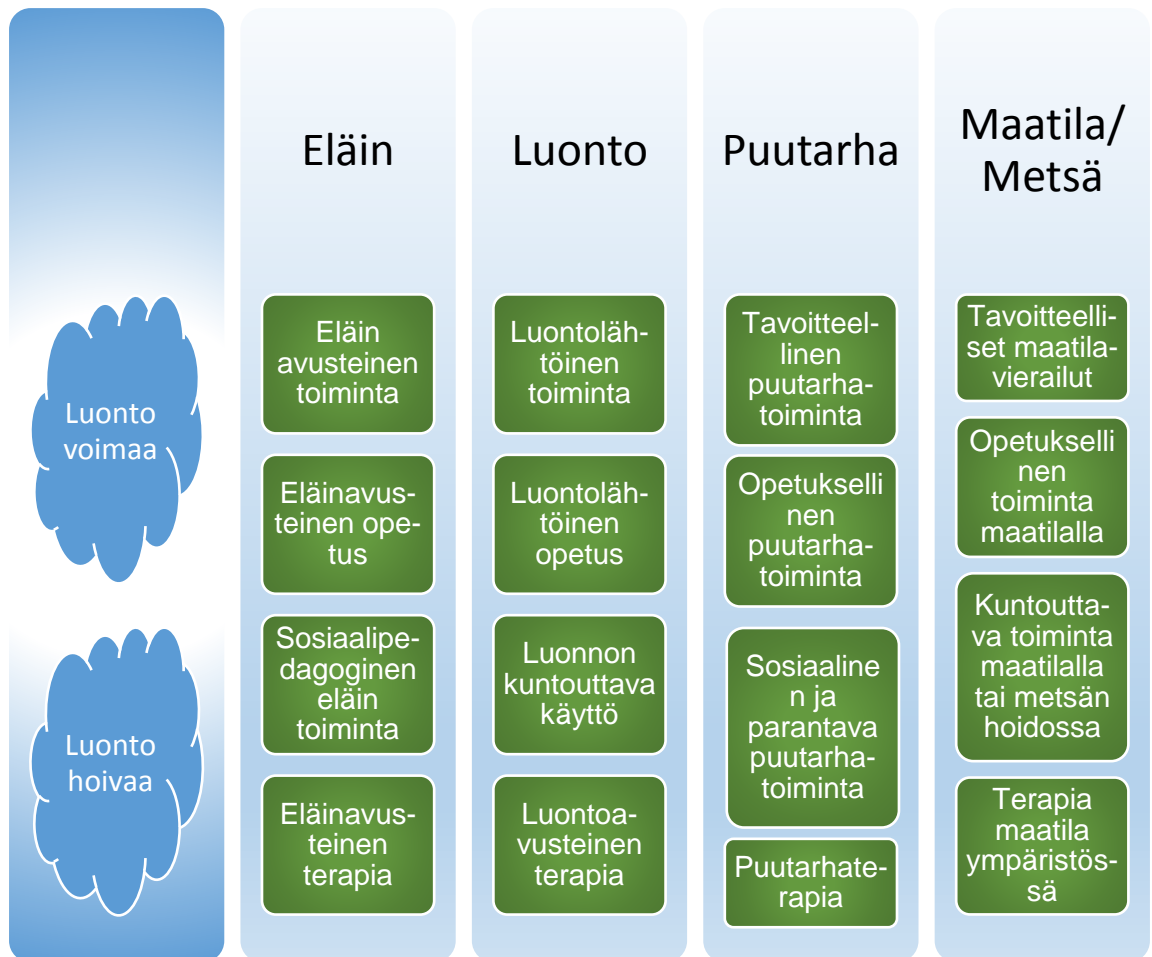 Eläin
Luonto
Puutarha
Maatila/
Metsä
Luonto
voimaa
Luonto
hoivaa
Eläin
avusteinen
toiminta
Eläinavus-
teinen ope-
tus
Sosiaalipe-
dagoginen
eläin
toiminta
Eläinavus-
teinen
terapia
Luontoläh-
töinen
toiminta
Luontoläh-
töinen
opetus
Luonnon
kuntouttava
käyttö
Luontoa-
vusteinen
terapia
Tavoitteel-
linen
puutarha-
toiminta
Opetukselli
nen
puutarha-
toiminta
Sosiaaline
n ja
parantava
puutarha-
toiminta
Puutarhate-
rapia
Tavoitteelli-
set maatila-
vierailut
Opetukselli
nen
toiminta
maatilalla
Kuntoutta-
va toiminta
maatilalla
tai metsän
hoidossa
Terapia
maatila
ympäristös-
sä